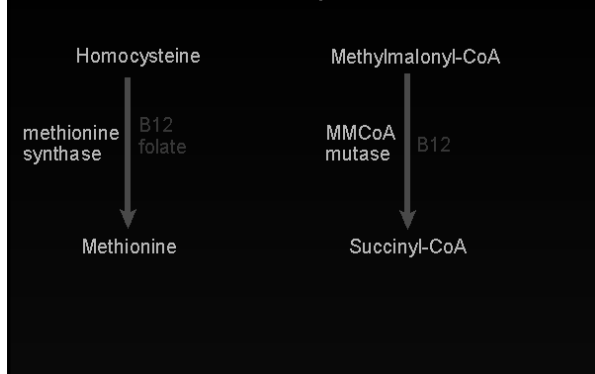 Homocysteine
Methylmalonyl-CoA
methionine
synthase
B12
folate
MMCoA
mutase
B12
Methionine
Succinyl-CoA